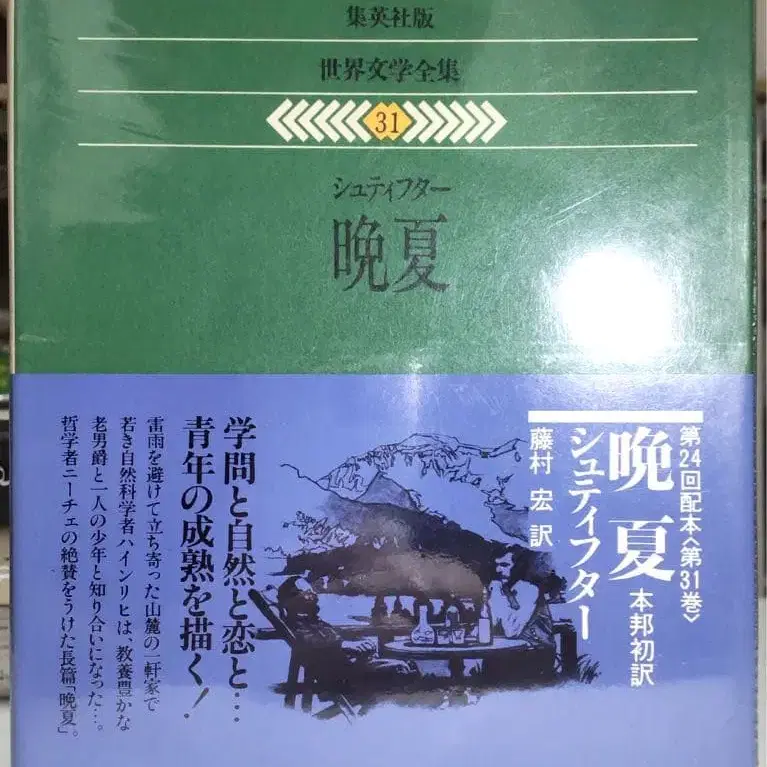 集英社版
世界文学全集
31
シュティフター
晩夏
第24回配本〈第31巻〉
晩夏 本邦初訳
シュティフター
藤村 宏 訳
学問と自然と恋と…
青年の成熟を描く!
雷雨を避けて立ち寄った山麓の一軒家で
若き自然科学者ハインリヒは、教養豊かな
老男爵と一人の少年と知り合いになった…。
哲学者ニーチェの絶賛をうけた長篇「晩夏」。